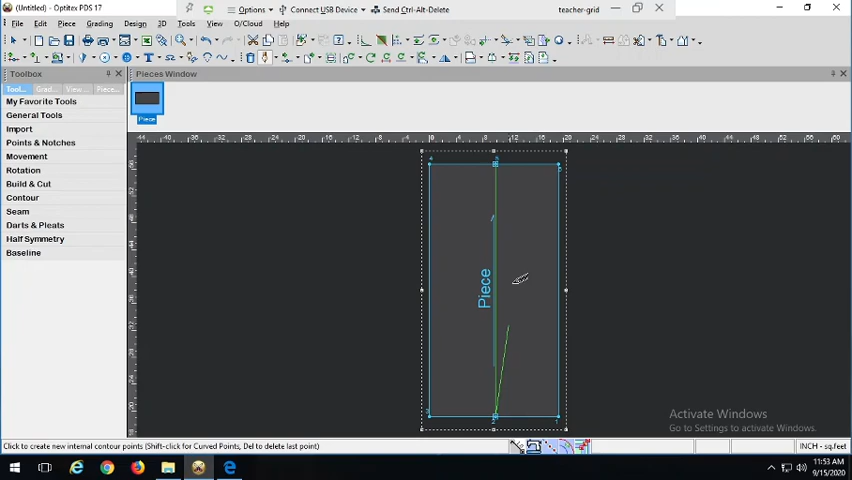 (Untitled) - Optitex PDS 17
Options
Connect USB Device
Send Ctrl-Alt-Delete
teacher-grid
File Edit Piece Grading Design 3D Tools View O/Cloud Help
Toolbox
Pieces Window
Tool... Grad... View ... Piece...
My Favorite Tools
General Tools
Import
Points & Notches
Movement
Rotation
Build & Cut
Contour
Seam
Darts & Pleats
Half Symmetry
Baseline
Piece
Piece
Activate Windows
Go to Settings to activate Windows.
Click to create new internal contour points (Shift-click for Curved Points, Del to delete last point)
INCH - sq.feet
11:53 AM
9/15/2020